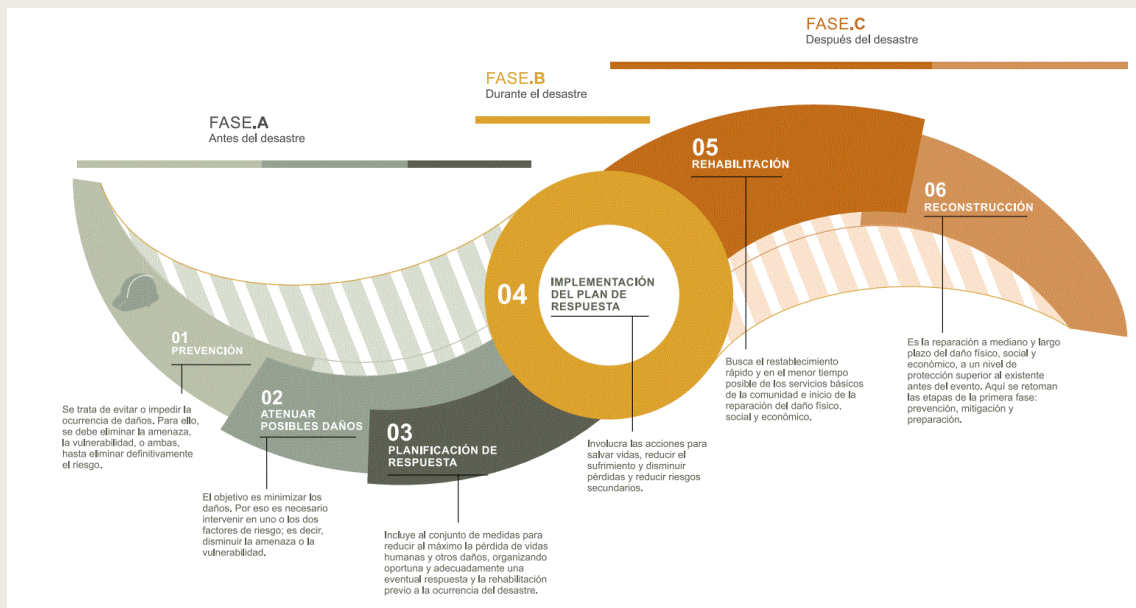 FASE.A
Antes del desastre
FASE.B
Durante el desastre
FASE.C
Después del desastre
01
PREVENCIÓN
Se trata de evitar o impedir la
ocurrencia de daños. Para ello,
se debe eliminar la amenaza,
la vulnerabilidad, o ambas,
hasta eliminar definitivamente
el riesgo.
02
ATENUAR
POSIBLES DAÑOS
El objetivo es minimizar los
daños. Por eso es necesario
intervenir en uno o los dos
factores de riesgo; es decir,
disminuir la amenaza o la
vulnerabilidad.
03
PLANIFICACIÓN DE
RESPUESTA
Incluye al conjunto de medidas para
reducir al máximo la pérdida de vidas
humanas y otros daños, organizando
oportuna y adecuadamente una
eventual respuesta y la rehabilitación
previo a la ocurrencia del desastre.
04
IMPLEMENTACIÓN
DEL PLAN DE
RESPUESTA
Involucra las acciones para
salvar vidas, reducir el
sufrimiento y disminuir
pérdidas y reducir riesgos
secundarios.
05
REHABILITACIÓN
Busca el restablecimiento
rápido y en el menor tiempo
posible de los servicios básicos
de la comunidad e inicio de la
reparación del daño físico,
social y económico.
06
RECONSTRUCCIÓN
Es la reparación a mediano y largo
plazo del daño físico, social y
económico, a un nivel de
protección superior al existente
antes del evento. Aquí se retoman
las etapas de la primera fase:
prevención, mitigación y
preparación.